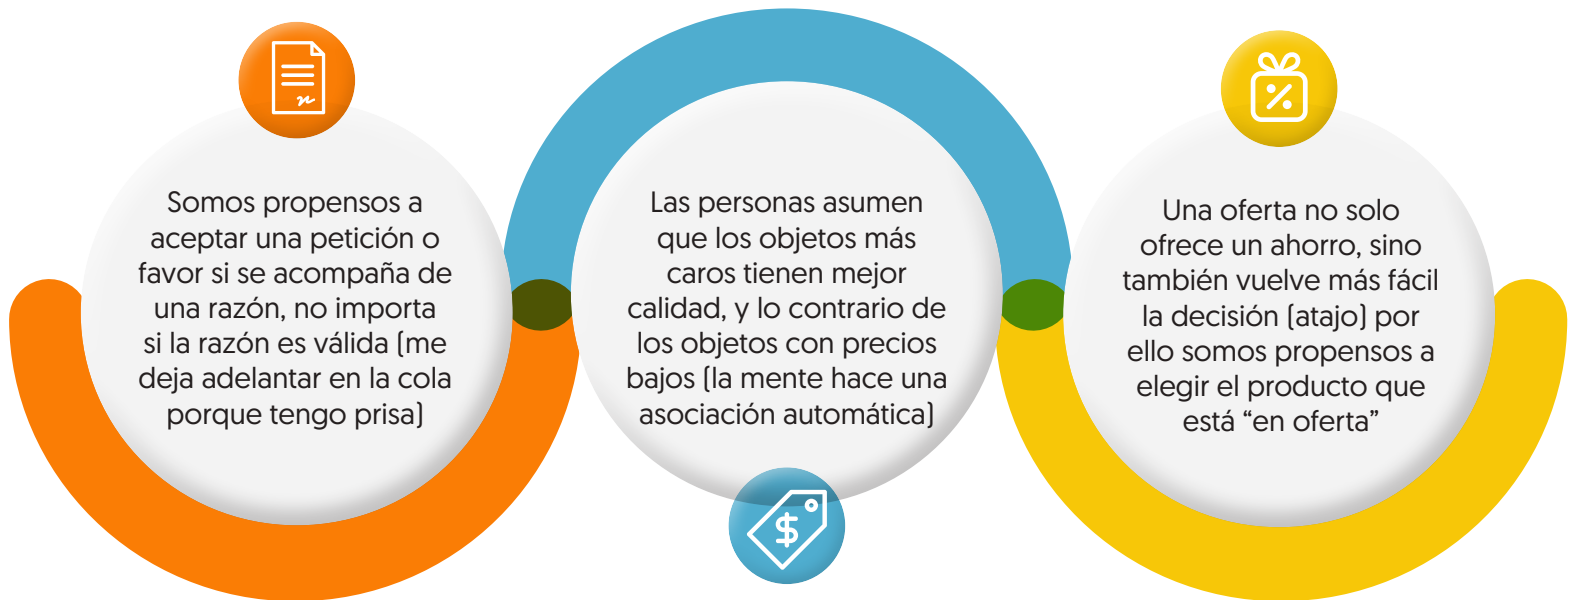 Somos propensos a
aceptar una petición o
favor si se acompaña de
una razón, no importa
si la razón es válida (me
deja adelantar en la cola
porque tengo prisa)
Las personas asumen
que los objetos más
caros tienen mejor
calidad, y lo contrario de
los objetos con precios
bajos (la mente hace una
asociación automática)
Una oferta no solo
ofrece un ahorro, sino
también vuelve más fácil
la decisión (atajo) por
ello somos propensos a
elegir el producto que
está “en oferta”